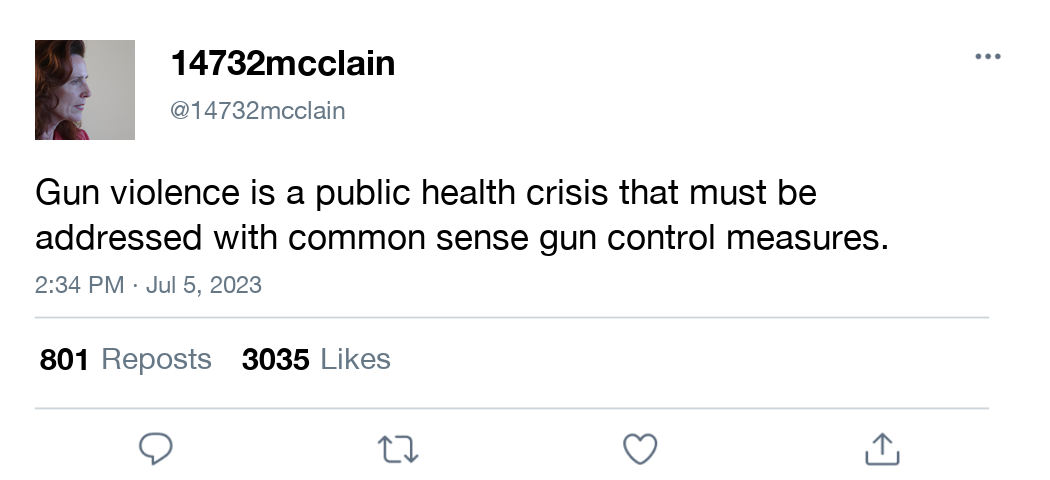 14732mcclain
@14732mcclain
Gun violence is a public health crisis that must be
addressed with common sense gun control measures.
2:34 PM · Jul 5, 2023
801 Reposts 3035 Likes